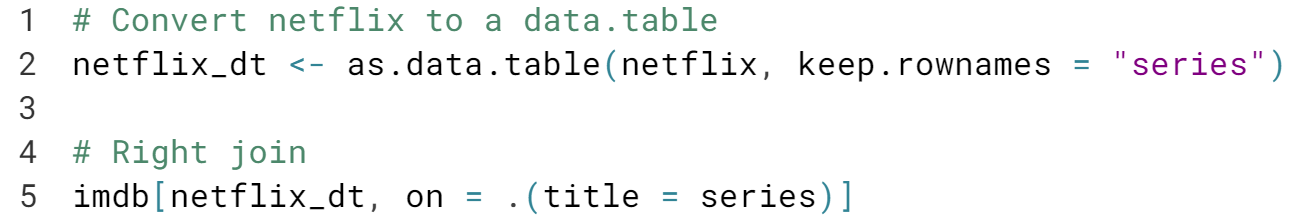 1 # Convert netflix to a data.table
2 netflix_dt <- as.data.table(netflix, keep.rownames = "series")
3
4 # Right join
5 imdb[netflix_dt, on = .(title = series)]